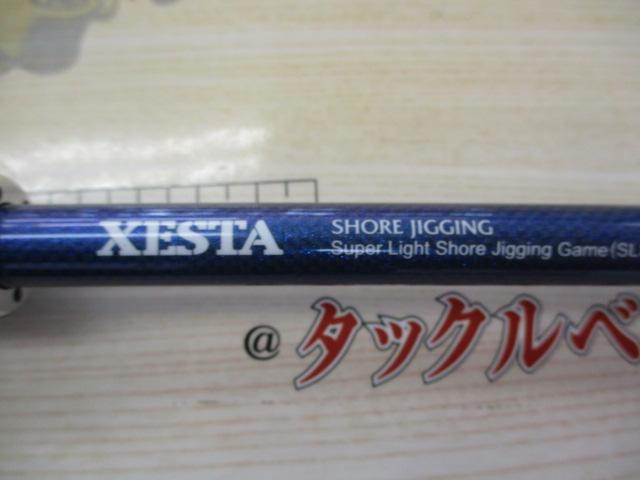 XESTA
SHORE JIGGING
Super Light Shore Jigging Game(SL
@タックルベ